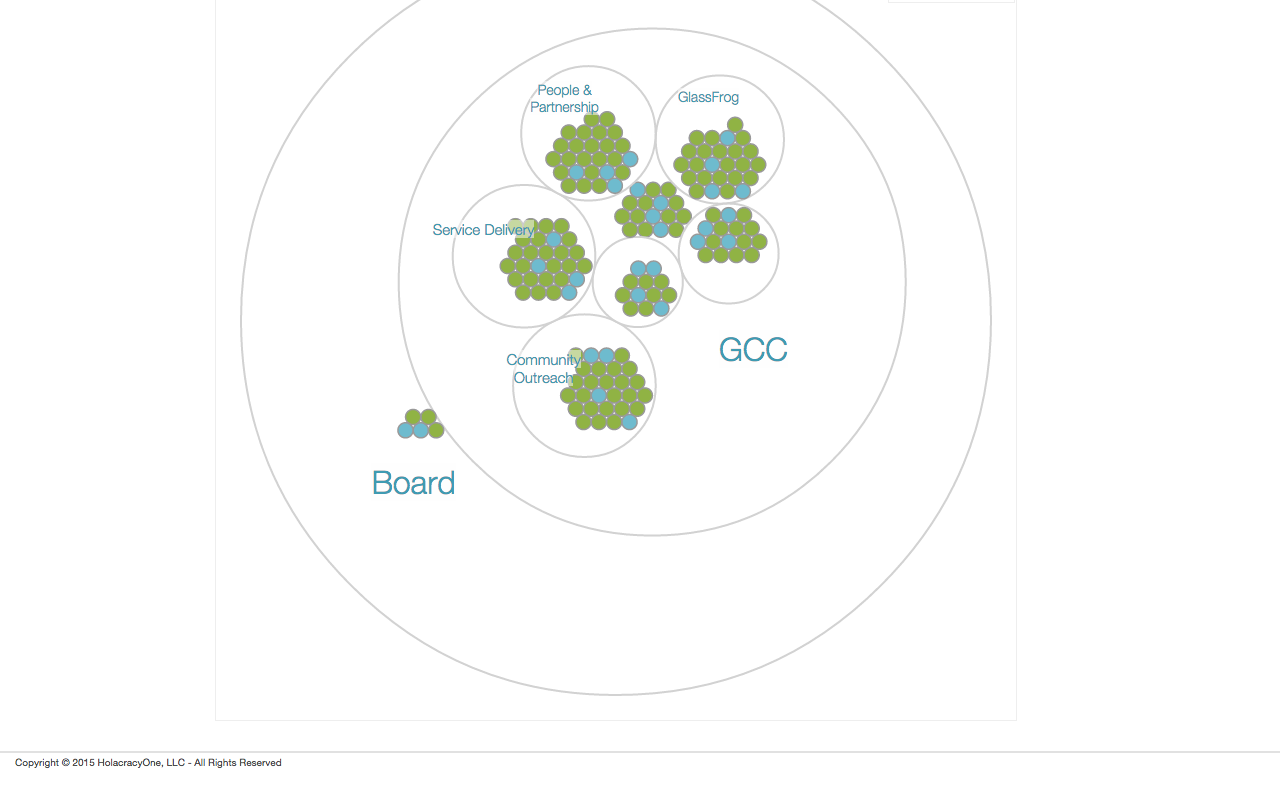 People &
Partnership
GlassFrog
Service Delivery
GCC
Community
Outreach
Board
Copyright © 2015 HolacracyOne, LLC - All Rights Reserved